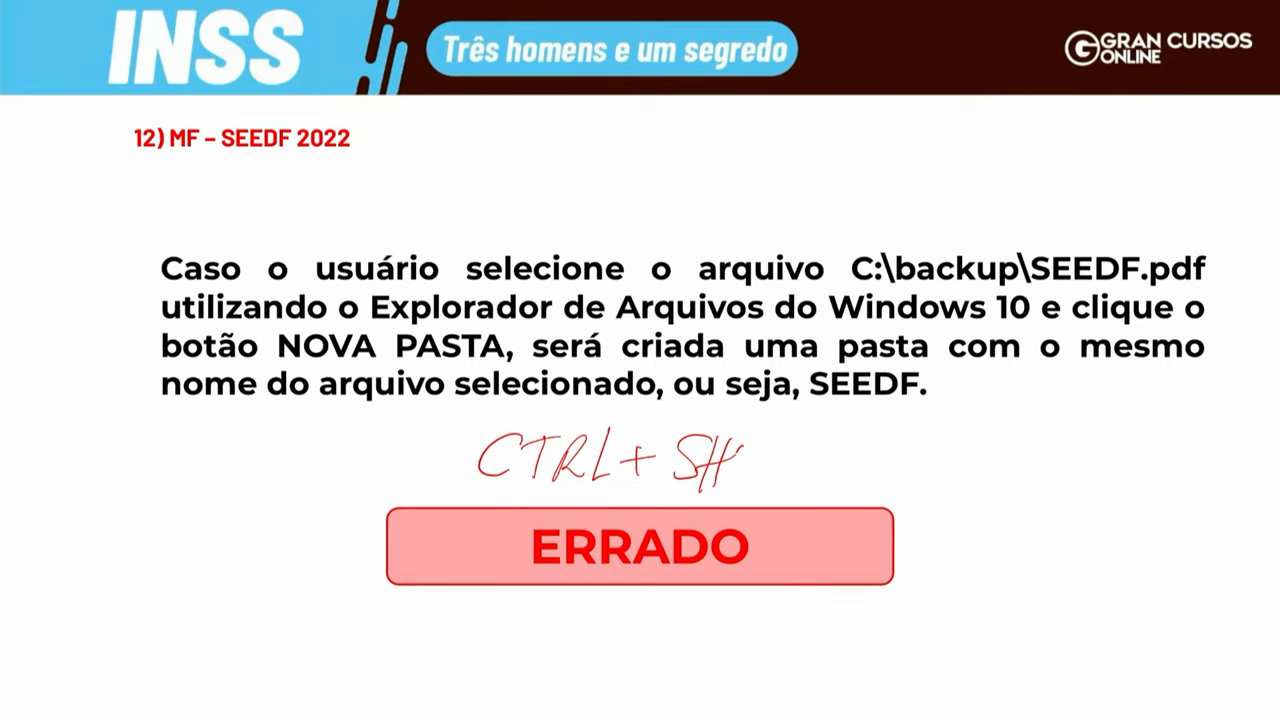 INSS
Três homens e um segredo
GRAN CURSOS
ONLINE
12) MF – SEEDF 2022
Caso o usuário selecione o arquivo C:\backup\SEEDF.pdf
utilizando o Explorador de Arquivos do Windows 10 e clique o
botão NOVA PASTA, será criada uma pasta com o mesmo
nome do arquivo selecionado, ou seja, SEEDF.
CTRL + SH
ERRADO